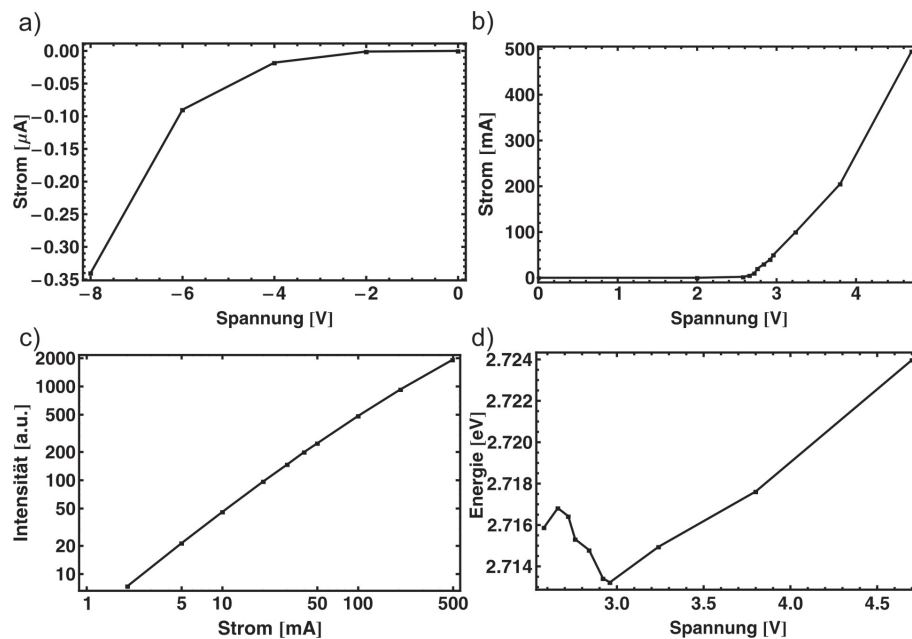 a)
0.00
−0.05
−0.10
−0.15
−0.20
−0.25
−0.30
−0.35
Strom [μA]
−8 −6 −4 −2 0
Spannung [V]
b)
500
400
300
200
100
0
Strom [mA]
0 1 2 3 4
Spannung [V]
c)
2000
1000
500
200
100
50
20
10
Intensität [a.u.]
1 5 10 50 100 500
Strom [mA]
d)
2.724
2.722
2.720
2.718
2.716
2.714
Energie [eV]
3.0 3.5 4.0 4.5
Spannung [V]